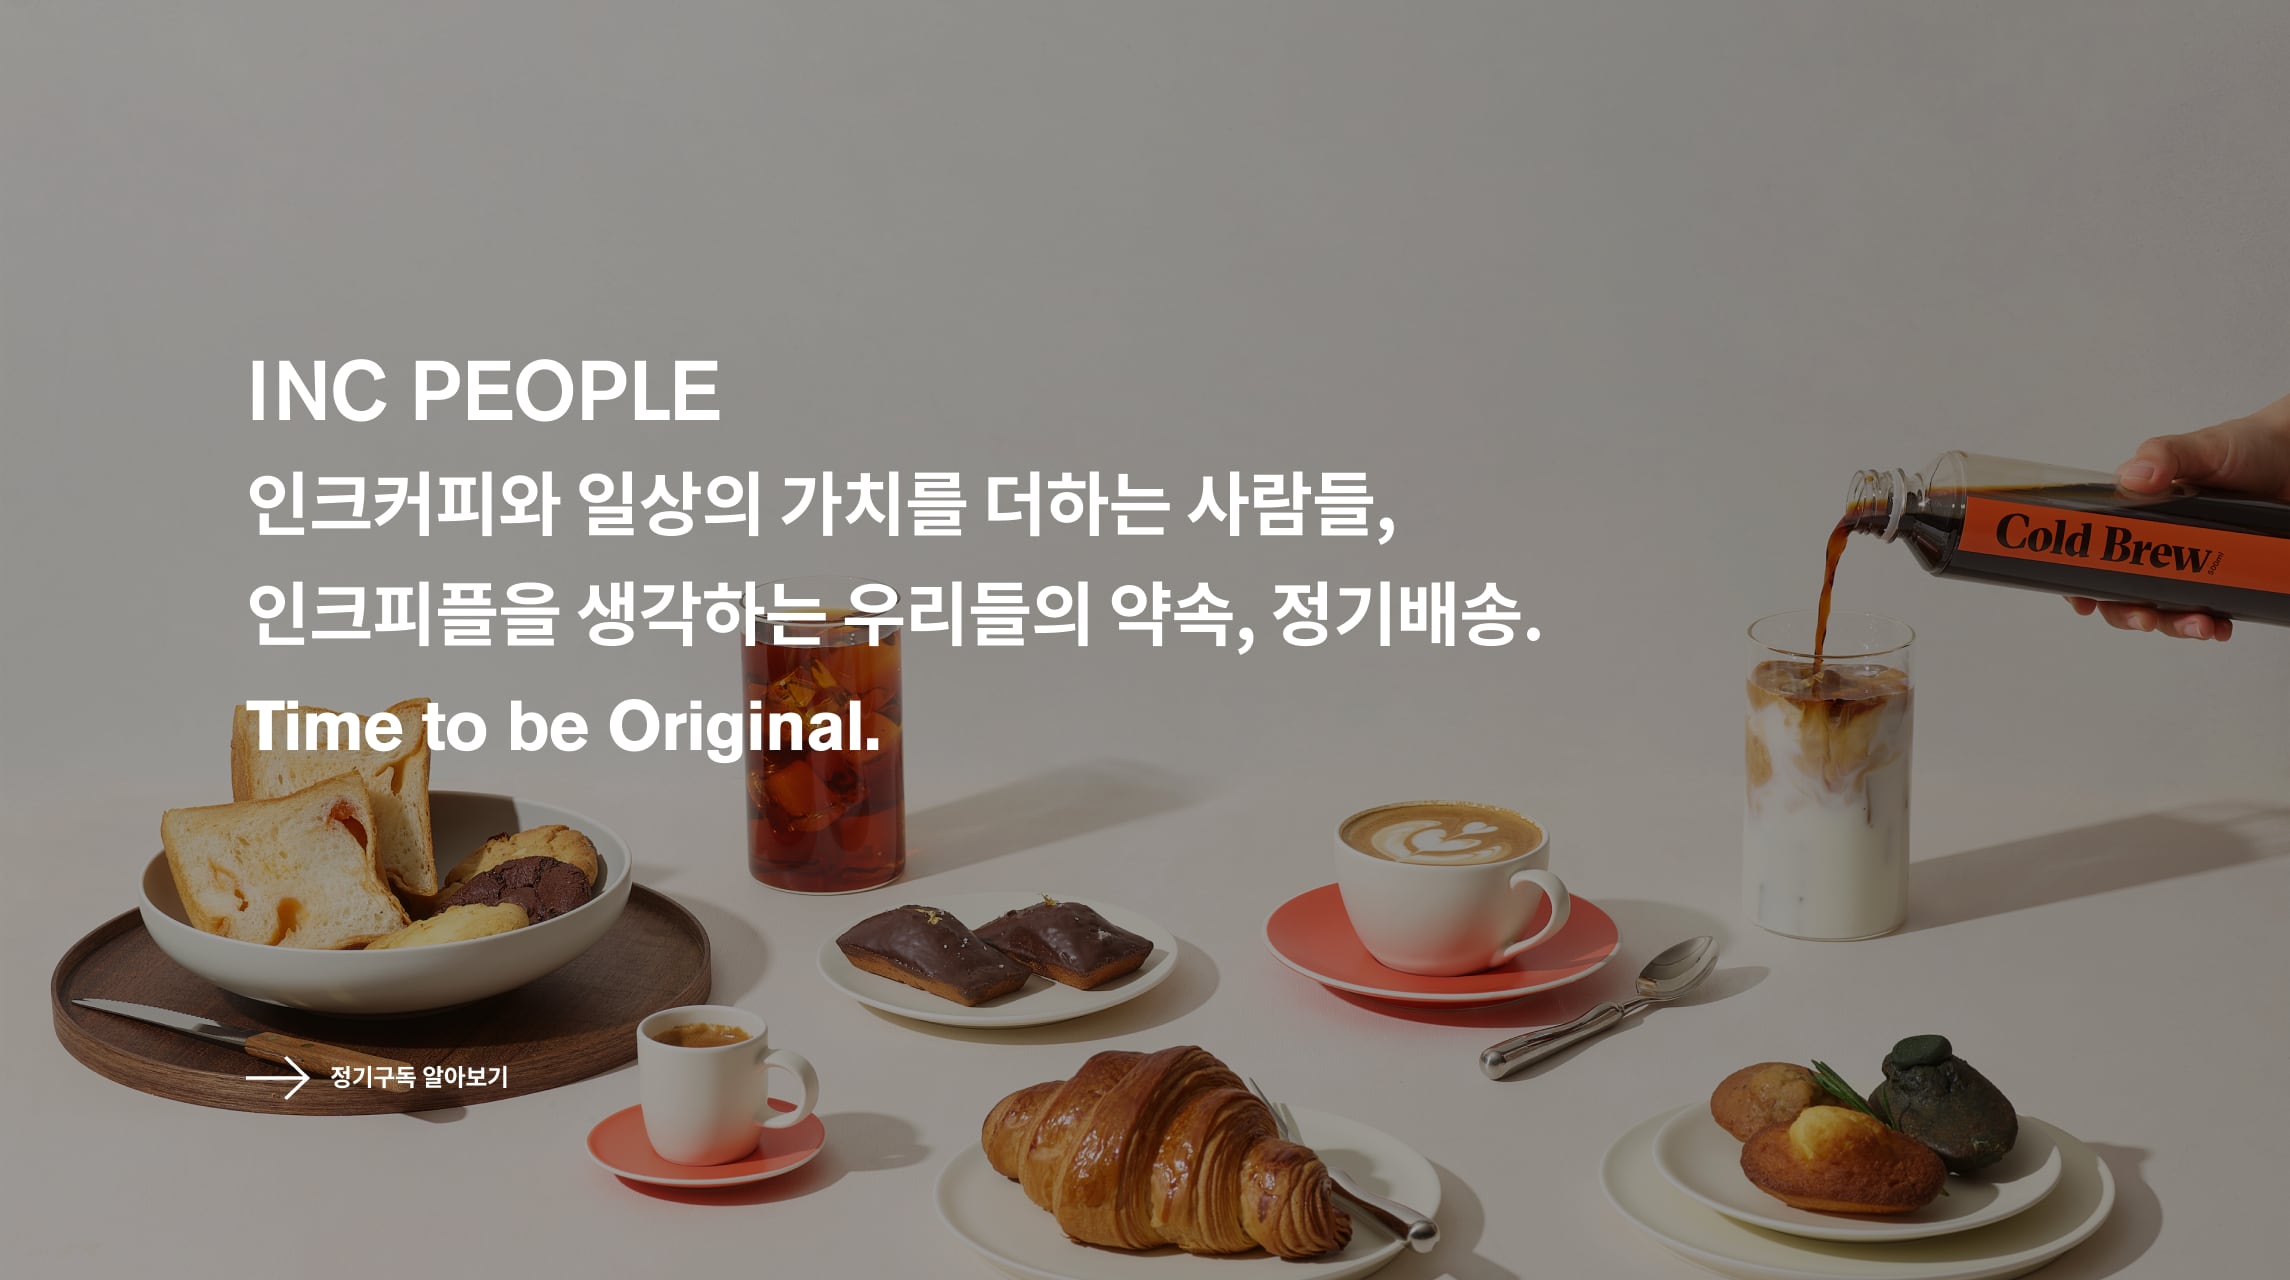 INC PEOPLE
인크커피와 일상의 가치를 더하는 사람들,
인크피플을 생각하는 우리들의 약속, 정기배송.
Time to be Original.
Cold Brew
500ml
정기구독 알아보기